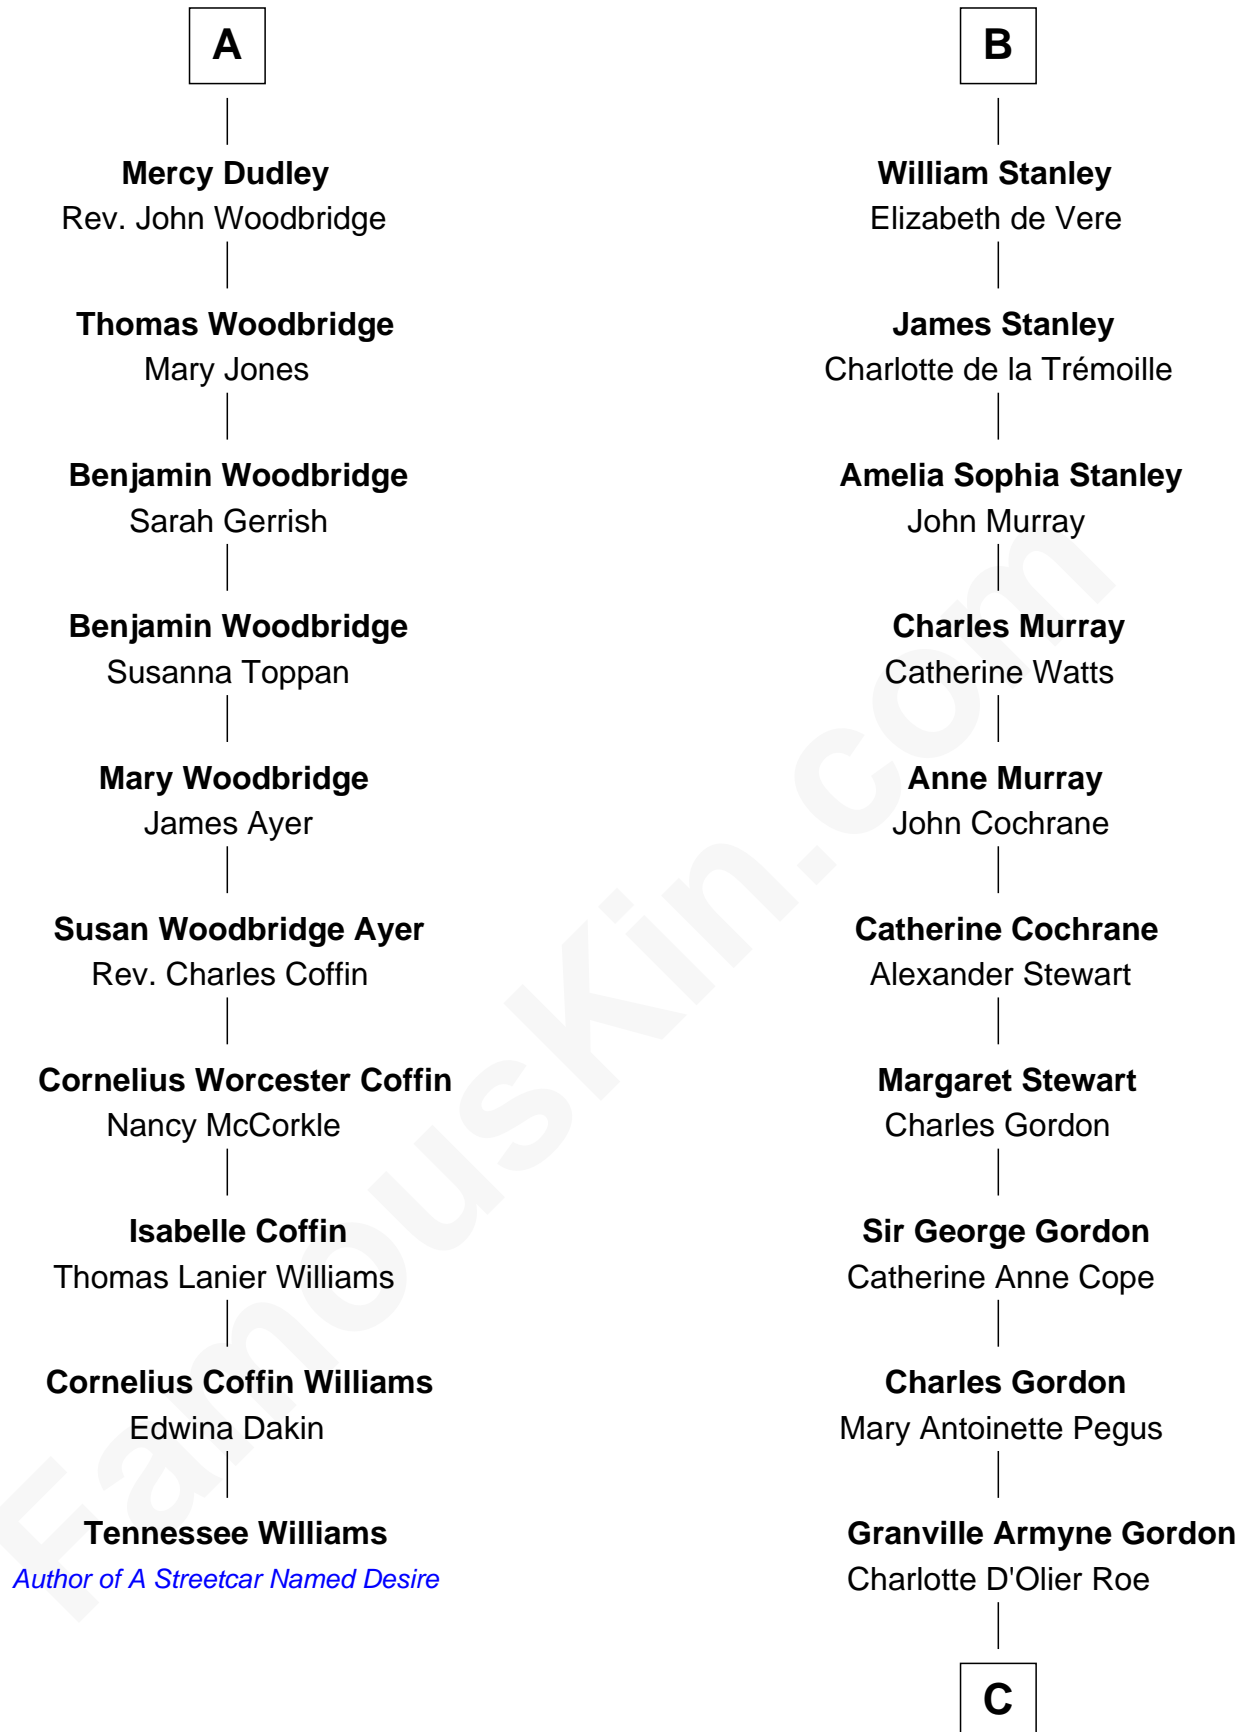 A
Mercy Dudley
Rev. John Woodbridge
Thomas Woodbridge
Mary Jones
Benjamin Woodbridge
Sarah Gerrish
Benjamin Woodbridge
Susanna Toppan
Mary Woodbridge
James Ayer
Susan Woodbridge Ayer
Rev. Charles Coffin
Cornelius Worcester Coffin
Nancy McCorkle
Isabelle Coffin
Thomas Lanier Williams
Cornelius Coffin Williams
Edwina Dakin
Tennessee Williams
Author of A Streetcar Named Desire
B
William Stanley
Elizabeth de Vere
James Stanley
Charlotte de la Trémoille
Amelia Sophia Stanley
John Murray
Charles Murray
Catherine Watts
Anne Murray
John Cochrane
Catherine Cochrane
Alexander Stewart
Margaret Stewart
Charles Gordon
Sir George Gordon
Catherine Anne Cope
Charles Gordon
Mary Antoinette Pegus
Granville Armyne Gordon
Charlotte D'Olier Roe
C
FamousKin.com